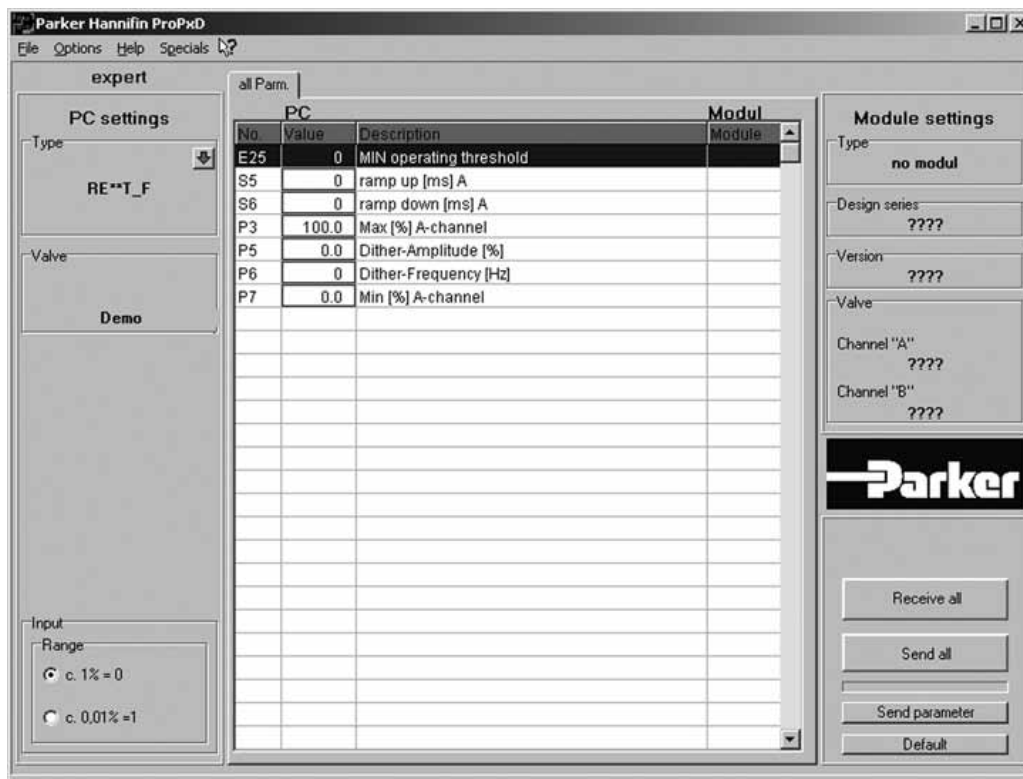 Parker Hannifin ProPxD
File Options Help Specials
expert
PC settings
Type
RE**T_F
Valve
Demo
Input
Range
c. 1% = 0
c. 0,01% =1
all Parm.
PC Modul
No. Value Description Module
E25 0 MIN operating threshold
S5 0 ramp up [ms] A
S6 0 ramp down [ms] A
P3 100.0 Max [%] A-channel
P5 0.0 Dither-Amplitude [%]
P6 0 Dither-Frequency [Hz]
P7 0.0 Min [%] A-channel
Module settings
Type
no modul
Design series
????
Version
????
Valve
Channel "A"
????
Channel "B"
????
Parker
Receive all
Send all
Send parameter
Default